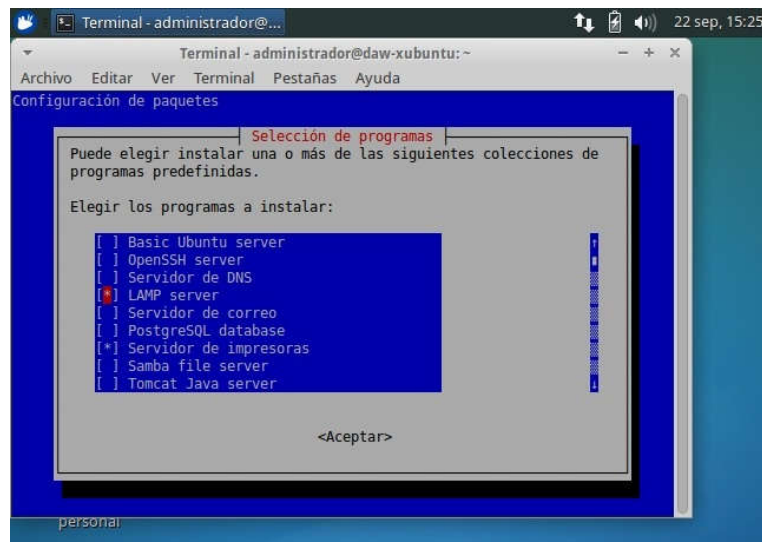 Terminal - administrador@...
22 sep, 15:25
Terminal - administrador@daw-xubuntu: ~
Archivo Editar Ver Terminal Pestañas Ayuda
Configuración de paquetes
Selección de programas
Puede elegir instalar una o más de las siguientes colecciones de
programas predefinidas.
Elegir los programas a instalar:
[ ] Basic Ubuntu server
[ ] OpenSSH server
[ ] Servidor de DNS
[*] LAMP server
[ ] Servidor de correo
[ ] PostgreSQL database
[*] Servidor de impresoras
[ ] Samba file server
[ ] Tomcat Java server
<Aceptar>
personal